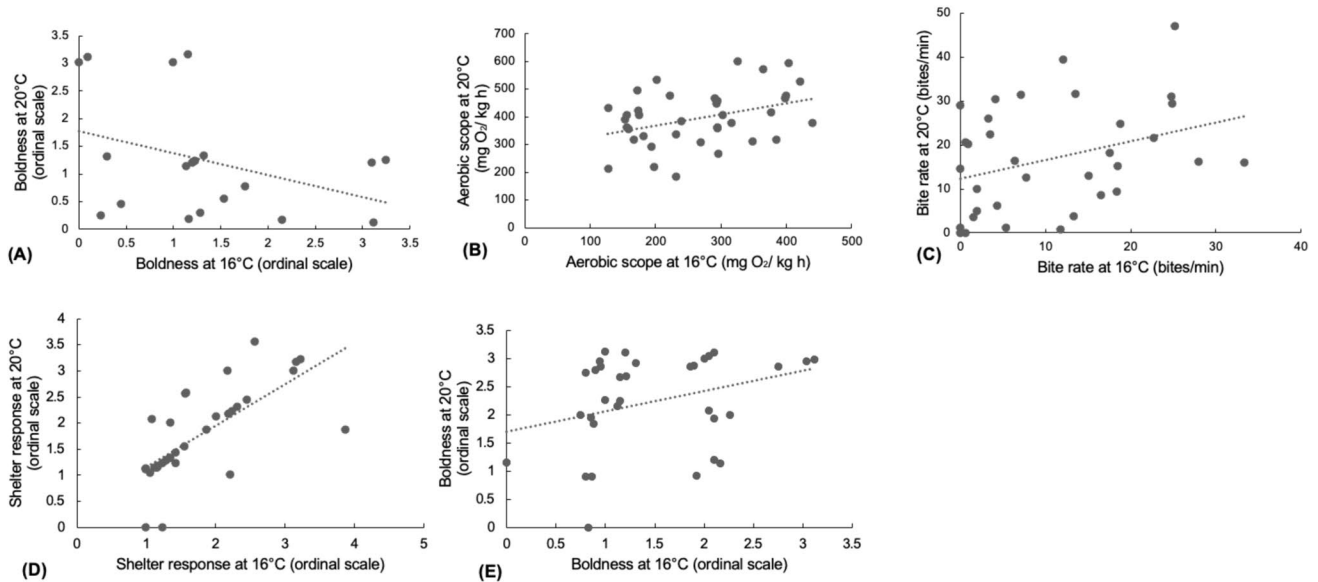 Boldness at 20°C
(ordinal scale)
3.5
3
2.5
2
1.5
1
0.5
0
0 0.5 1 1.5 2 2.5 3 3.5
(A)
Boldness at 16°C (ordinal scale)
Aerobic scope at 20°C
(mg O₂/ kg h)
700
600
500
400
300
200
100
0
0 100 200 300 400 500
(B)
Aerobic scope at 16°C (mg O₂/ kg h)
Bite rate at 20°C (bites/min)
50
40
30
20
10
0
0 10 20 30 40
(C)
Bite rate at 16°C (bites/min)
Shelter response at 20°C
(ordinal scale)
4
3.5
3
2.5
2
1.5
1
0.5
0
0 1 2 3 4 5
(D)
Shelter response at 16°C (ordinal scale)
Boldness at 20°C
(ordinal scale)
3.5
3
2.5
2
1.5
1
0.5
0
0 0.5 1 1.5 2 2.5 3 3.5
(E)
Boldness at 16°C (ordinal scale)